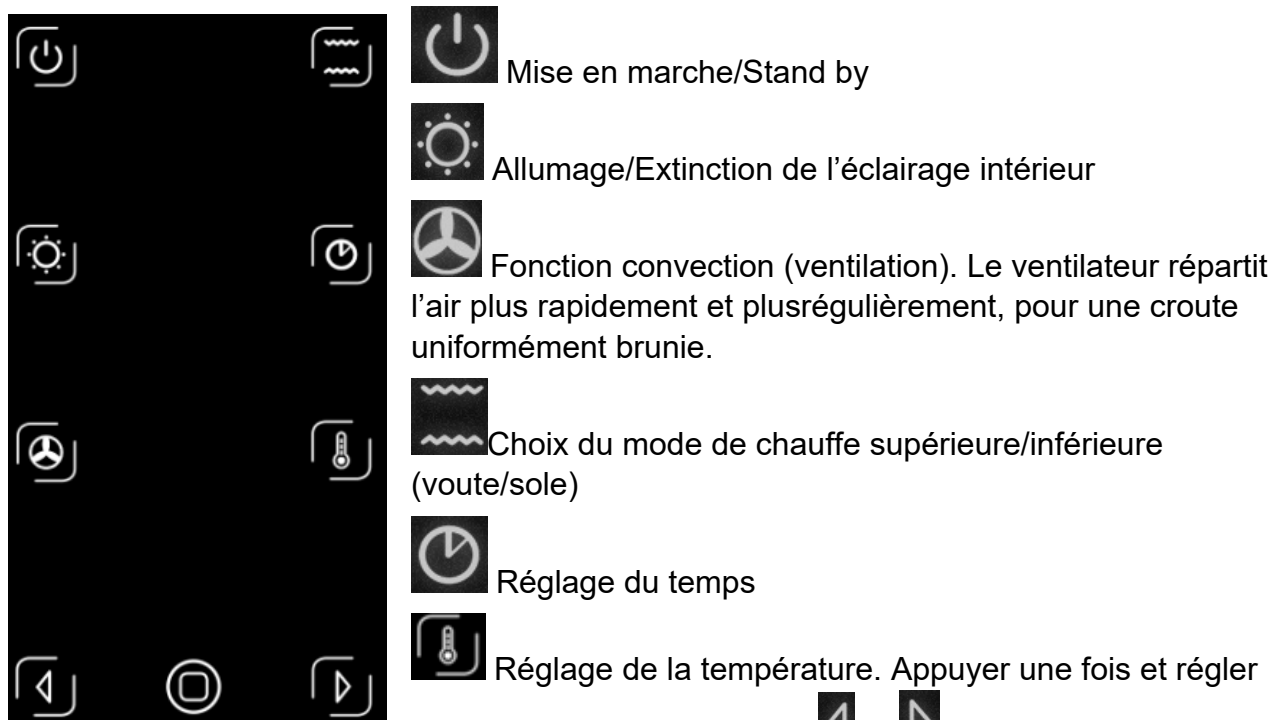 Mise en marche/Stand by
Allumage/Extinction de l’éclairage intérieur
Fonction convection (ventilation). Le ventilateur répartit
l’air plus rapidement et plusrégulièrement, pour une croute
uniformément brunie.
Choix du mode de chauffe supérieure/inférieure
(voute/sole)
Réglage du temps
Réglage de la température. Appuyer une fois et régler